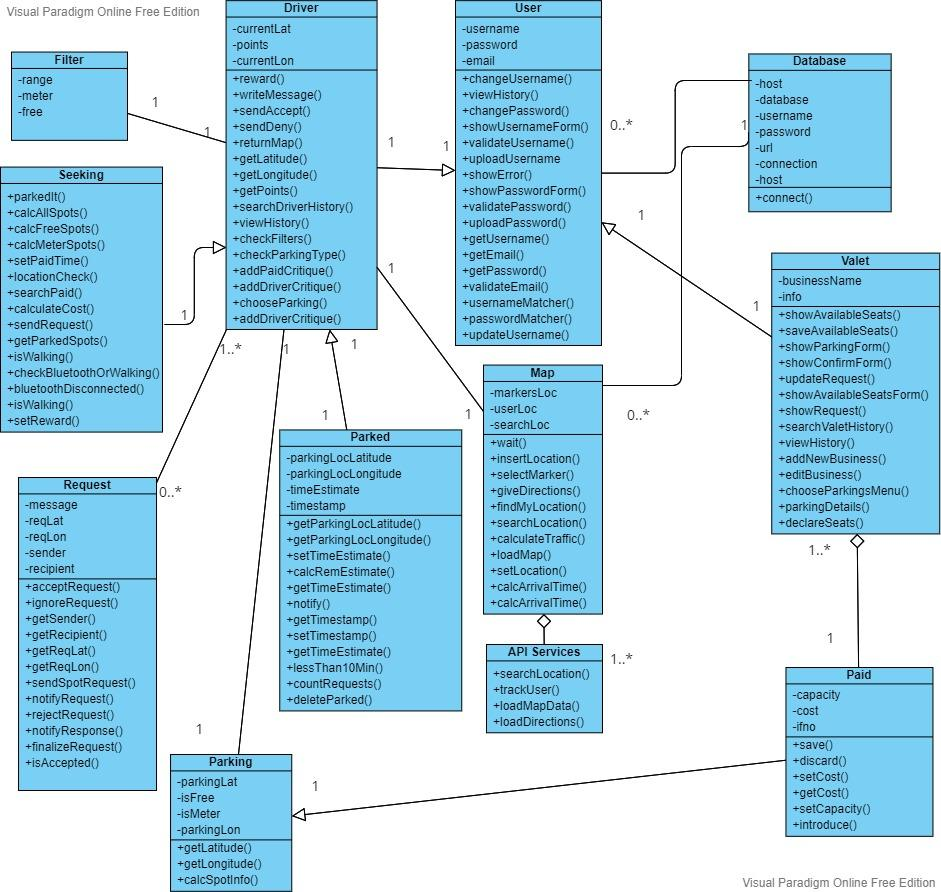 Visual Paradigm Online Free Edition
Driver
-currentLat
-points
-currentLon
+reward()
+writeMessage()
+sendAccept()
+sendDeny()
+returnMap()
+getLatitude()
+getLongitude()
+getPoints()
+searchDriverHistory()
+viewHistory()
+checkFilters()
+checkParkingType()
+addPaidCritique()
+addDriverCritique()
+chooseParking()
+addDriverCritique()
User
-username
-password
-email
+changeUsername()
+viewHistory()
+changePassword()
+showUsernameForm()
+validateUsername()
+uploadUsername
+showError()
+showPasswordForm()
+validatePassword()
+uploadPassword()
+getUsername()
+getEmail()
+getPassword()
+validateEmail()
+usernameMatcher()
+passwordMatcher()
+updateUsername()
Filter
-range
-meter
-free
1
1
1
1
0..*
1
Database
-host
-database
-username
-password
-url
-connection
-host
+connect()
Seeking
+parkedIt()
+calcAllSpots()
+calcFreeSpots()
+calcMeterSpots()
+setPaidTime()
+locationCheck()
+searchPaid()
+calculateCost()
+sendRequest()
+getParkedSpots()
+isWalking()
+checkBluetoothOrWalking()
+bluetoothDisconnected()
+isWalking()
+setReward()
1
1
1
1
Valet
-businessName
-info
+showAvailableSeats()
+saveAvailableSeats()
+showParkingForm()
+showConfirmForm()
+updateRequest()
+showAvailableSeatsForm()
+showRequest()
+searchValetHistory()
+viewHistory()
+addNewBusiness()
+editBusiness()
+chooseParkingsMenu()
+parkingDetails()
+declareSeats()
1..*
1
1
1
1
0..*
Map
-markersLoc
-userLoc
-searchLoc
+wait()
+insertLocation()
+selectMarker()
+giveDirections()
+findMyLocation()
+searchLocation()
+calculateTraffic()
+loadMap()
+setLocation()
+calcArrivalTime()
+calcArrivalTime()
Parked
-parkingLocLatitude
-parkingLocLongitude
-timeEstimate
-timestamp
+getParkingLocLatitude()
+getParkingLocLongitude()
+setTimeEstimate()
+calcRemEstimate()
+getTimeEstimate()
+notify()
+getTimestamp()
+setTimestamp()
+getTimeEstimate()
+lessThan10Min()
+countRequests()
+deleteParked()
0..*
Request
-message
-reqLat
-reqLon
-sender
-recipient
+acceptRequest()
+ignoreRequest()
+getSender()
+getRecipient()
+getReqLat()
+getReqLon()
+sendSpotRequest()
+notifyRequest()
+rejectRequest()
+notifyResponse()
+finalizeRequest()
+isAccepted()
1..*
1
API Services
+searchLocation()
+trackUser()
+loadMapData()
+loadDirections()
1..*
Paid
-capacity
-cost
-ifno
+save()
+discard()
+setCost()
+getCost()
+setCapacity()
+introduce()
1
Parking
-parkingLat
-isFree
-isMeter
-parkingLon
+getLatitude()
+getLongitude()
+calcSpotInfo()
1
Visual Paradigm Online Free Edition